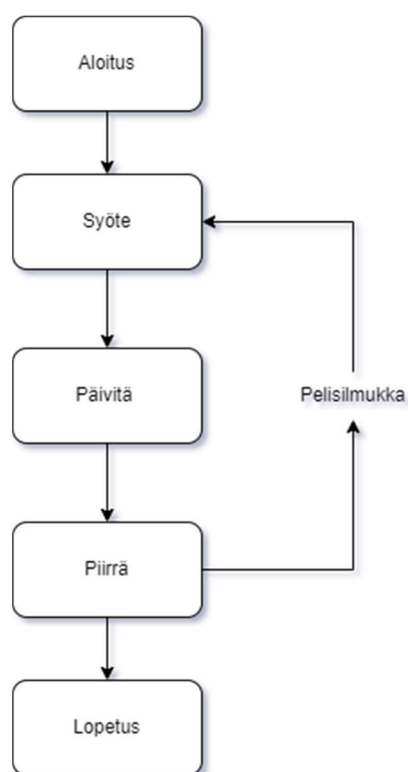 Aloitus
Syöte
Päivitä
Pelisilmukka
Piirrä
Lopetus